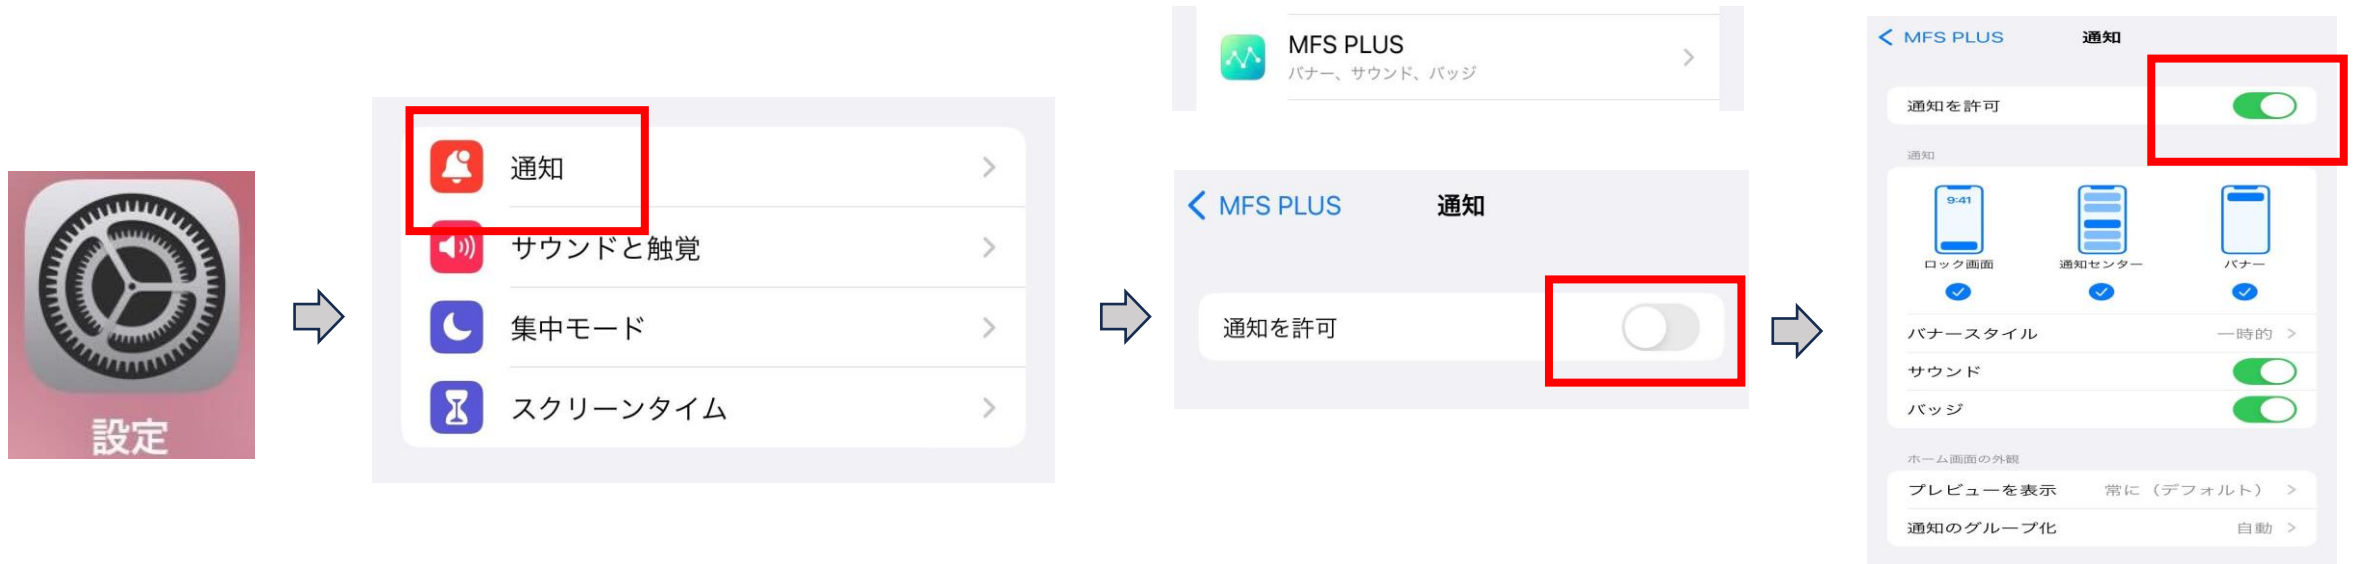 設定
通知
サウンドと触覚
集中モード
スクリーンタイム
MFS PLUS
バナー、サウンド、バッジ
MFS PLUS 通知
通知を許可
MFS PLUS 通知
通知を許可
通知
9:41
ロック画面 通知センター バナー
バナースタイル 一時的
サウンド
バッジ
ホーム画面の外観
プレビューを表示 常に（デフォルト）
通知のグループ化 自動